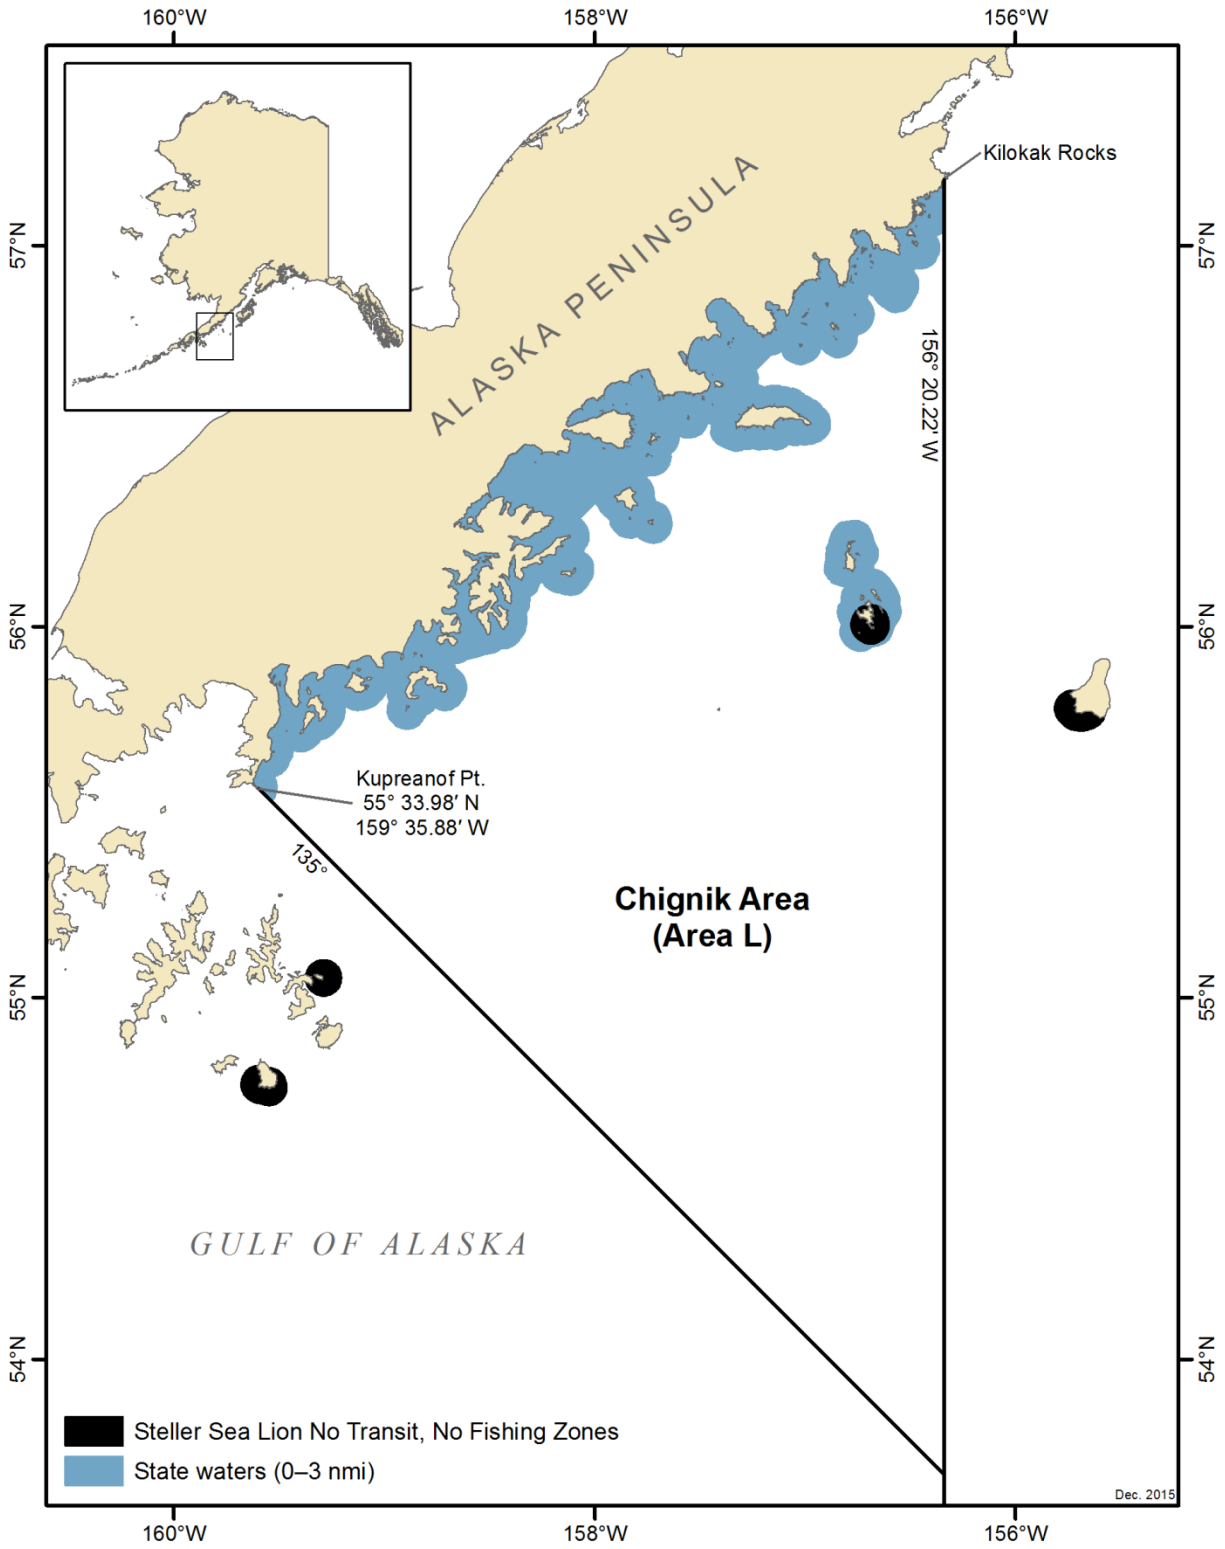 160°W
158°W
156°W
Kilokak Rocks
ALASKA PENINSULA
57°N
57°N
156° 20.22' W
56°N
56°N
Kupreanof Pt.
55° 33.98' N
159° 35.88' W
135°
Chignik Area
(Area L)
55°N
55°N
GULF OF ALASKA
54°N
54°N
Steller Sea Lion No Transit, No Fishing Zones
State waters (0–3 nmi)
Dec. 2015
160°W
158°W
156°W